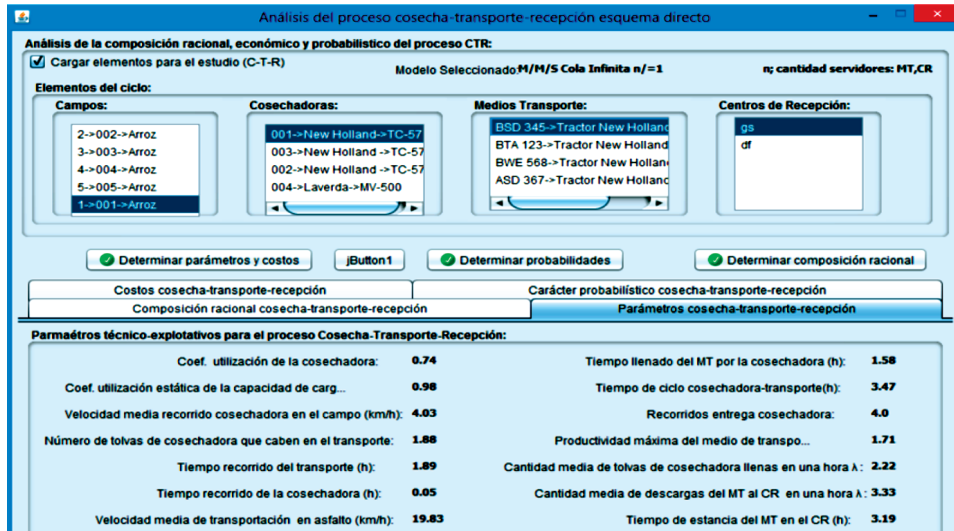 Análisis del proceso cosecha-transporte-recepción esquema directo
Análisis de la composición racional, económico y probabilistico del proceso CTR:
Cargar elementos para el estudio (C-T-R)
Modelo Seleccionado: M/M/S Cola Infinita n/=1
n; cantidad servidores: MT,CR
Elementos del ciclo:
Campos:
2->002->Arroz
3->003->Arroz
4->004->Arroz
5->005->Arroz
1->001->Arroz
Cosechadoras:
001->New Holland->TC-57
003->New Holland ->TC-57
002->New Holland ->TC-57
004->Laverda->MV-500
Medios Transporte:
BSD 345->Tractor New Holland
BTA 123->Tractor New Holland
BWE 568->Tractor New Hollan
ASD 367->Tractor New Holland
Centros de Recepción:
gs
df
Determinar parámetros y costos
jButton1
Determinar probabilidades
Determinar composición racional
Costos cosecha-transporte-recepción
Carácter probabilístico cosecha-transporte-recepción
Composición racional cosecha-transporte-recepción
Parámetros cosecha-transporte-recepción
Parmaétros técnico-explotativos para el proceso Cosecha-Transporte-Recepción:
Coef. utilización de la cosechadora: 0.74
Coef. utilización estática de la capacidad de carg... 0.98
Velocidad media recorrido cosechadora en el campo (km/h): 4.03
Número de tolvas de cosechadora que caben en el transporte: 1.88
Tiempo recorrido del transporte (h): 1.89
Tiempo recorrido de la cosechadora (h): 0.05
Velocidad media de transportación en asfalto (km/h): 19.83
Tiempo llenado del MT por la cosechadora (h): 1.58
Tiempo de ciclo cosechadora-transporte(h): 3.47
Recorridos entrega cosechadora: 4.0
Productividad máxima del medio de transpo... 1.71
Cantidad media de tolvas de cosechadora llenas en una hora λ: 2.22
Cantidad media de descargas del MT al CR en una hora λ: 3.33
Tiempo de estancia del MT en el CR (h): 3.19